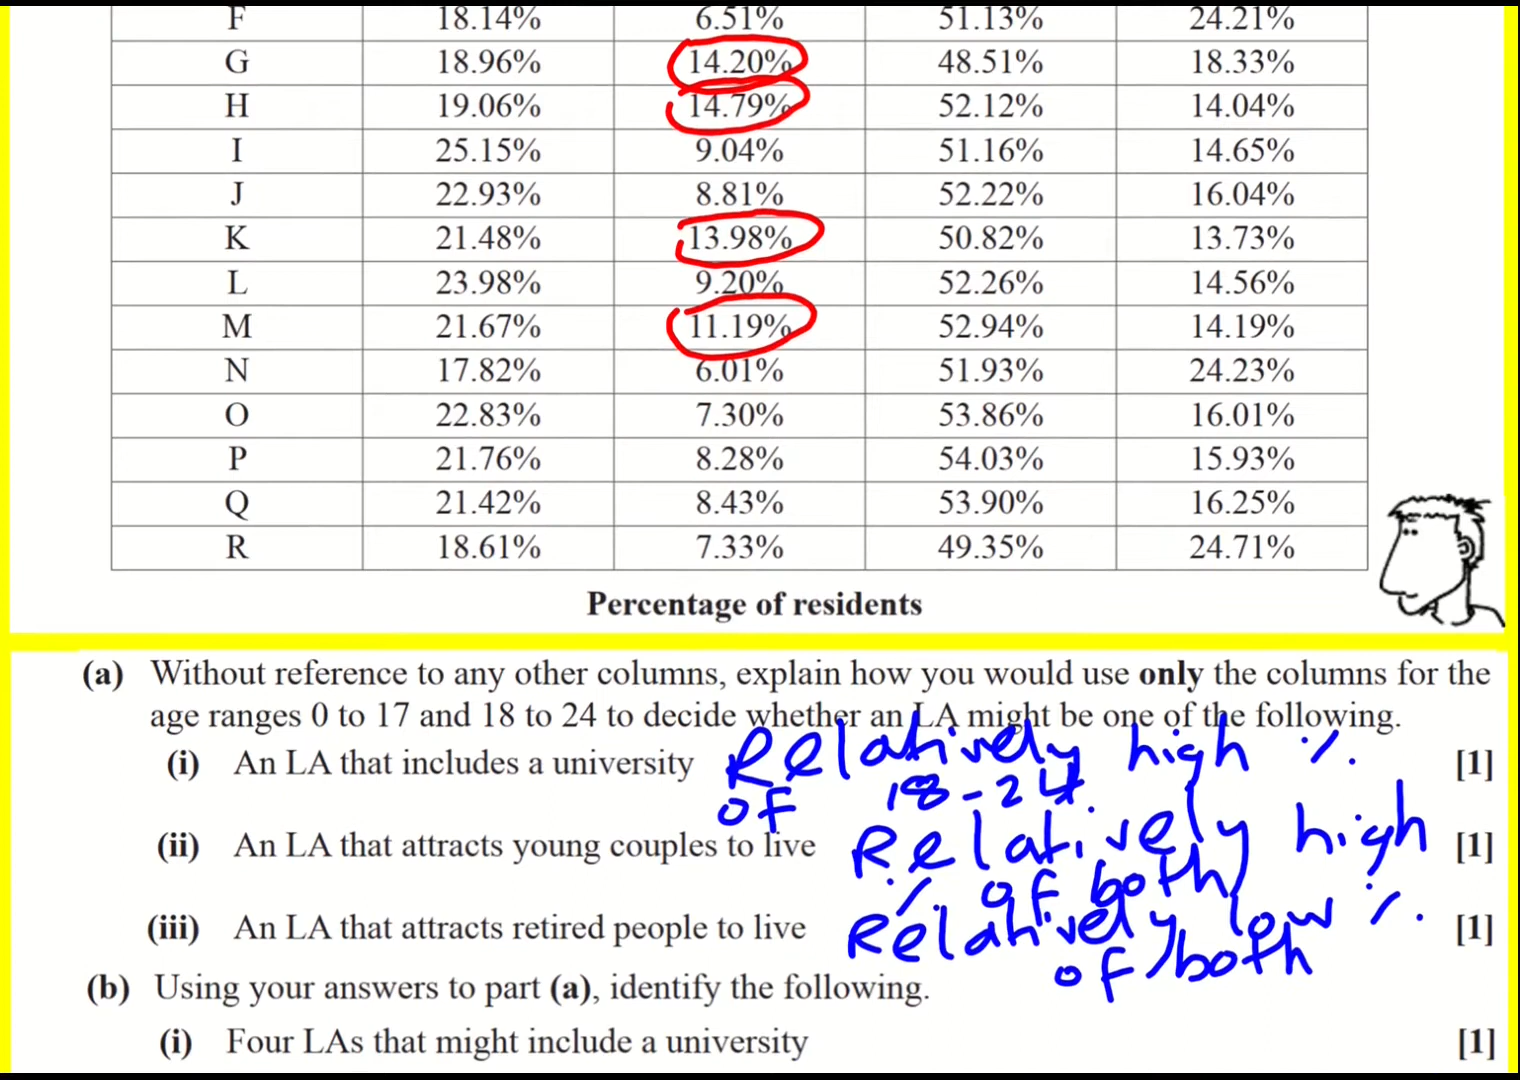 F 18.14% 6.51% 51.13% 24.21%
G 18.96% 14.20% 48.51% 18.33%
H 19.06% 14.79% 52.12% 14.04%
I 25.15% 9.04% 51.16% 14.65%
J 22.93% 8.81% 52.22% 16.04%
K 21.48% 13.98% 50.82% 13.73%
L 23.98% 9.20% 52.26% 14.56%
M 21.67% 11.19% 52.94% 14.19%
N 17.82% 6.01% 51.93% 24.23%
O 22.83% 7.30% 53.86% 16.01%
P 21.76% 8.28% 54.03% 15.93%
Q 21.42% 8.43% 53.90% 16.25%
R 18.61% 7.33% 49.35% 24.71%
Percentage of residents
(a) Without reference to any other columns, explain how you would use only the columns for the
age ranges 0 to 17 and 18 to 24 to decide whether an LA might be one of the following.
(i) An LA that includes a university Relatively high % [1]
of 18-24.
(ii) An LA that attracts young couples to live Relatively high [1]
% of both
(iii) An LA that attracts retired people to live Relatively low %. [1]
of both
(b) Using your answers to part (a), identify the following.
(i) Four LAs that might include a university [1]